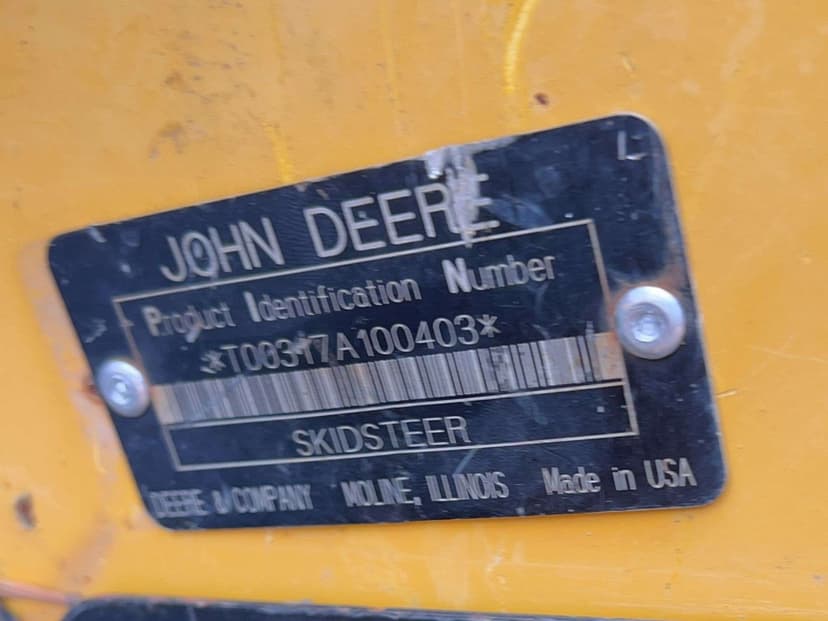 JOHN DEERE
Product Identification Number
*T00317A100403*
SKIDSTEER
DEERE & COMPANY MOLINE, ILLINOIS Made in USA